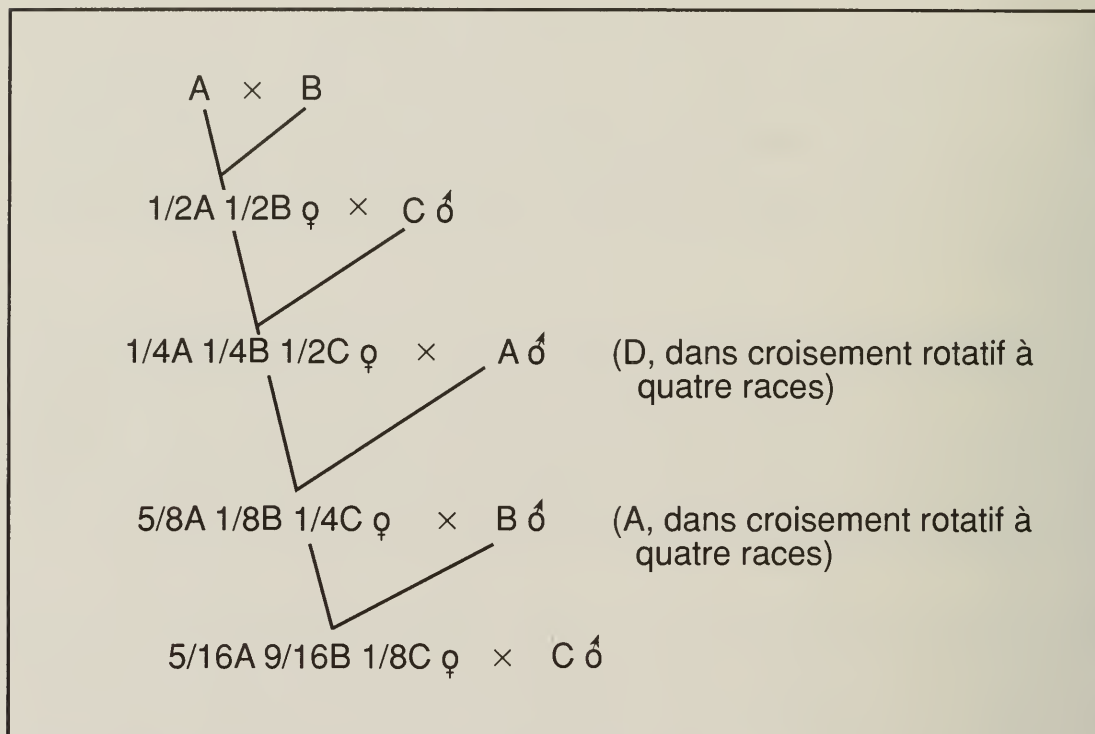 A × B
1/2A 1/2B ♀ × C ♂
1/4A 1/4B 1/2C ♀ × A ♂ (D, dans croisement rotatif à
quatre races)
5/8A 1/8B 1/4C ♀ × B ♂ (A, dans croisement rotatif à
quatre races)
5/16A 9/16B 1/8C ♀ × C ♂